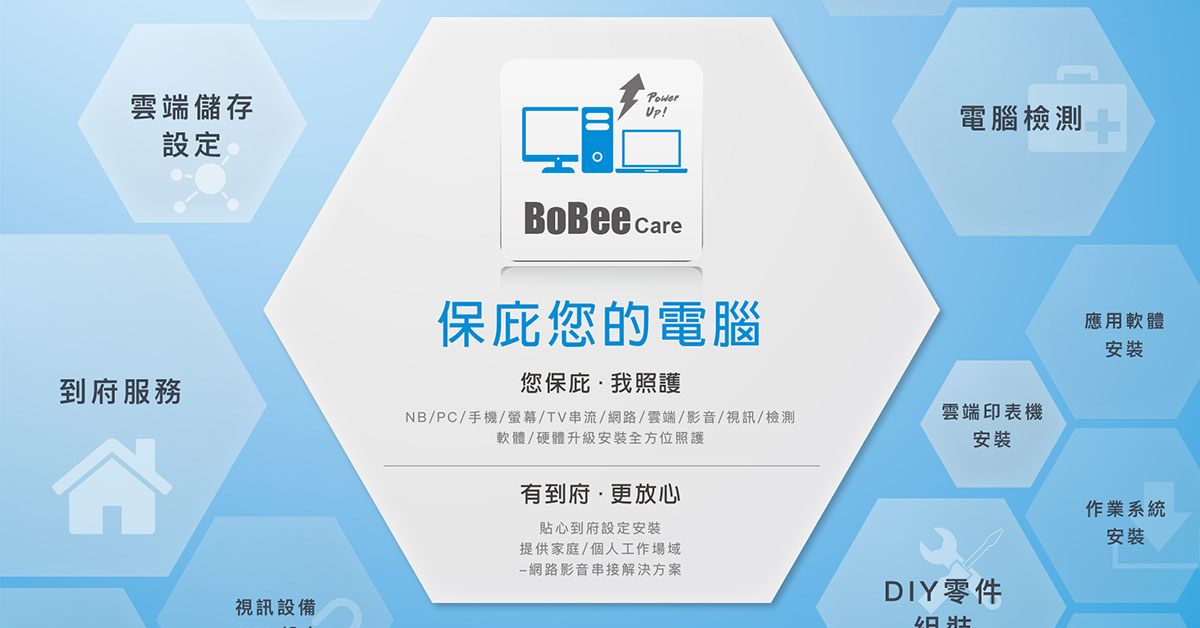 雲端儲存
設定
Power
Up!
BoBee Care
電腦檢測
保庇您的電腦
您保庇·我照護
NB/PC/手機/螢幕/TV串流/網路/雲端/影音/視訊/檢測
軟體/硬體升級安裝全方位照護
有到府·更放心
貼心到府設定安裝
提供家庭/個人工作場域
–網路影音串接解決方案
到府服務
應用軟體
安裝
雲端印表機
安裝
作業系統
安裝
DIY零件
組裝
視訊設備